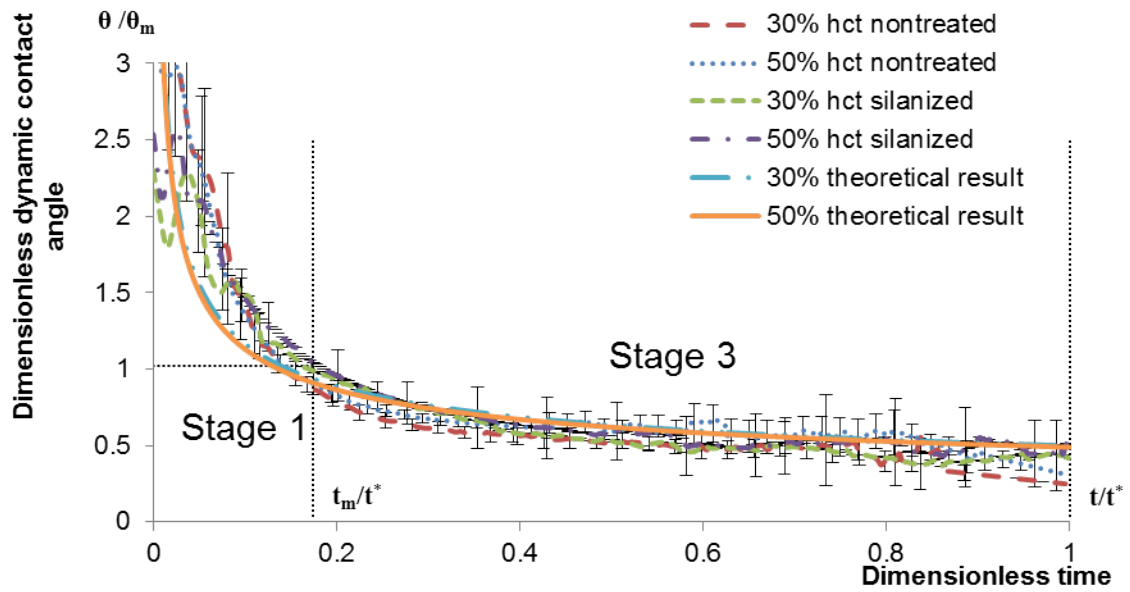 θ /θm
30% hct nontreated
50% hct nontreated
30% hct silanized
50% hct silanized
30% theoretical result
50% theoretical result
Dimensionless dynamic contact
angle
3
2.5
2
1.5
1
0.5
0
Stage 3
Stage 1
tm/t*
t/t*
0
0.2
0.4
0.6
0.8
1
Dimensionless time